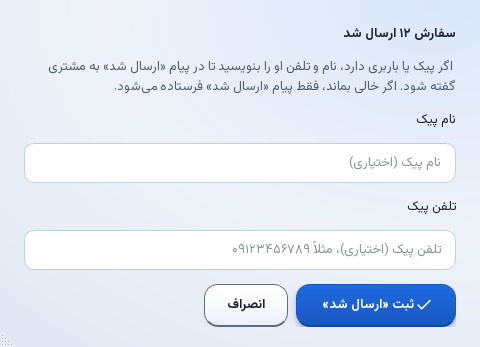 سفارش ۱۲ ارسال شد
اگر پیک یا باربری دارد، نام و تلفن او را بنویسید تا در پیام «ارسال شد» به مشتری
گفته شود. اگر خالی بماند، فقط پیام «ارسال شد» فرستاده می‌شود.
نام پیک
نام پیک (اختیاری)
تلفن پیک
تلفن پیک (اختیاری)، مثلاً ۰۹۱۲۳۴۵۶۷۸۹
ثبت «ارسال شد»
انصراف